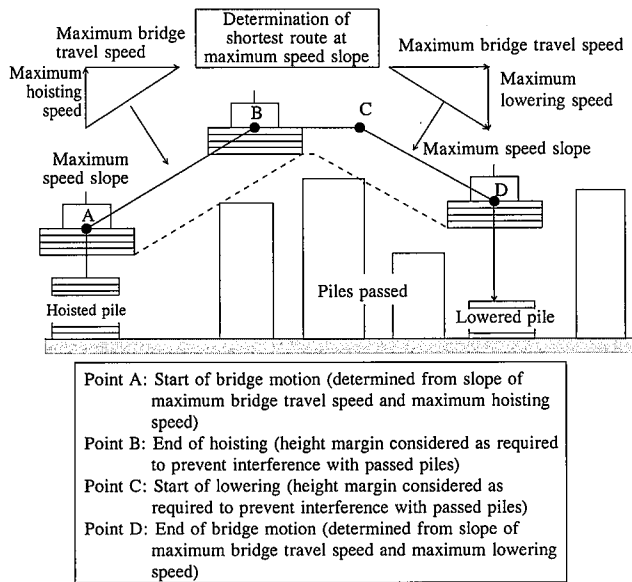 Determination of
shortest route at
maximum speed slope
Maximum bridge
travel speed
Maximum
hoisting
speed
Maximum bridge travel speed
Maximum
lowering speed
B
C
Maximum
speed slope
Maximum speed slope
A
D
Hoisted pile
Piles passed
Lowered pile
Point A: Start of bridge motion (determined from slope of
maximum bridge travel speed and maximum hoisting
speed)
Point B: End of hoisting (height margin considered as required
to prevent interference with passed piles)
Point C: Start of lowering (height margin considered as
required to prevent interference with passed piles)
Point D: End of bridge motion (determined from slope of
maximum bridge travel speed and maximum lowering
speed)